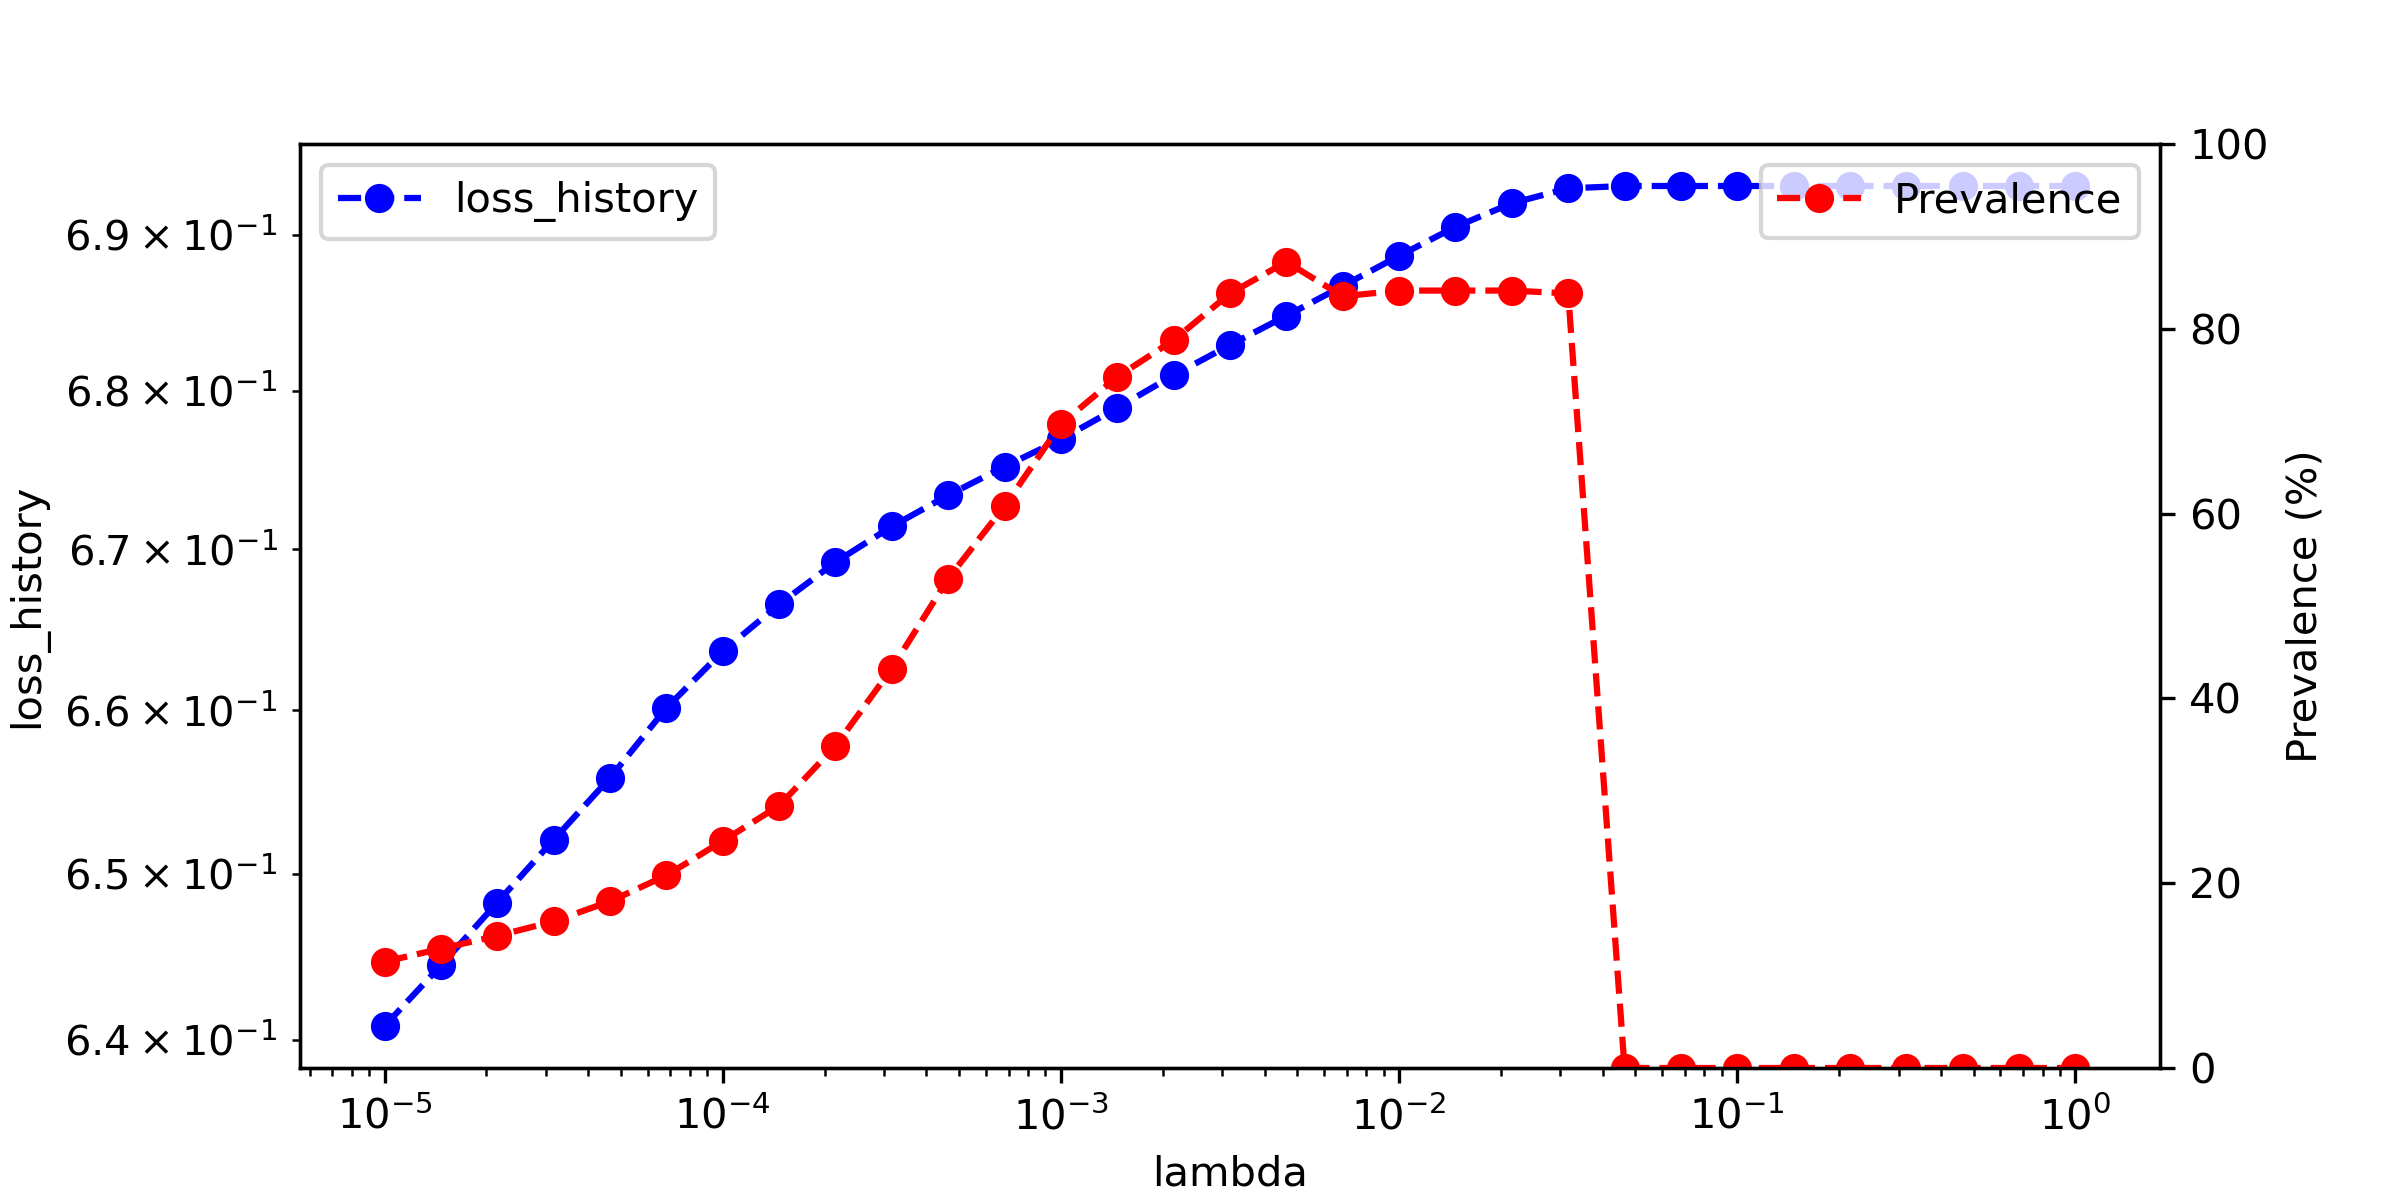 loss_history
Prevalence
6.9 × 10⁻¹
6.8 × 10⁻¹
6.7 × 10⁻¹
6.6 × 10⁻¹
6.5 × 10⁻¹
6.4 × 10⁻¹
loss_history
100
80
60
40
20
0
Prevalence (%)
10⁻⁵ 10⁻⁴ 10⁻³ 10⁻² 10⁻¹ 10⁰
lambda